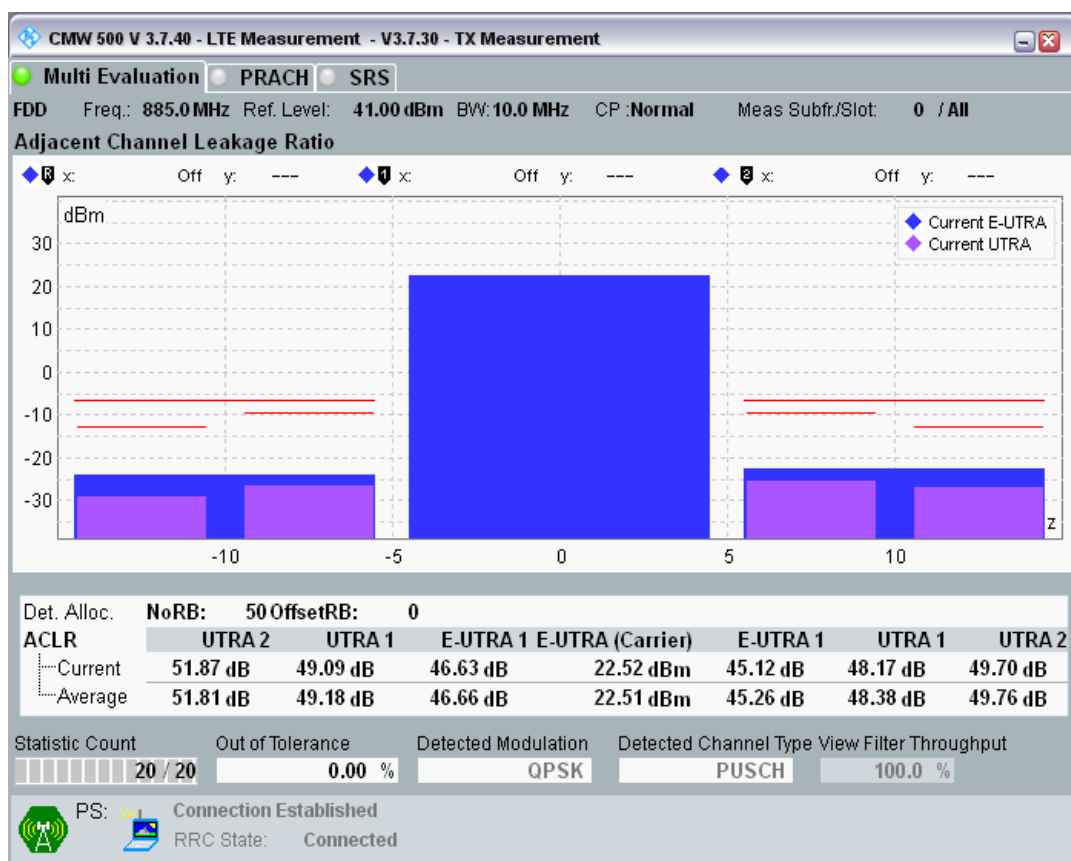 CMW 500 V 3.7.40 - LTE Measurement - V3.7.30 - TX Measurement
Multi Evaluation PRACH SRS
FDD Freq.: 885.0 MHz Ref. Level: 41.00 dBm BW: 10.0 MHz CP :Normal Meas Subfr./Slot: 0 / All
Adjacent Channel Leakage Ratio
R x: Off y: --- 1 x: Off y: --- 2 x: Off y: ---
dBm
Current E-UTRA
Current UTRA
30
20
10
0
-10
-20
-30
z
-10 -5 0 5 10
Det. Alloc. NoRB: 50 OffsetRB: 0
ACLR UTRA 2 UTRA 1 E-UTRA 1 E-UTRA (Carrier) E-UTRA 1 UTRA 1 UTRA 2
Current 51.87 dB 49.09 dB 46.63 dB 22.52 dBm 45.12 dB 48.17 dB 49.70 dB
Average 51.81 dB 49.18 dB 46.66 dB 22.51 dBm 45.26 dB 48.38 dB 49.76 dB
Statistic Count Out of Tolerance Detected Modulation Detected Channel Type View Filter Throughput
20 / 20 0.00 % QPSK PUSCH 100.0 %
PS: Connection Established
RRC State: Connected